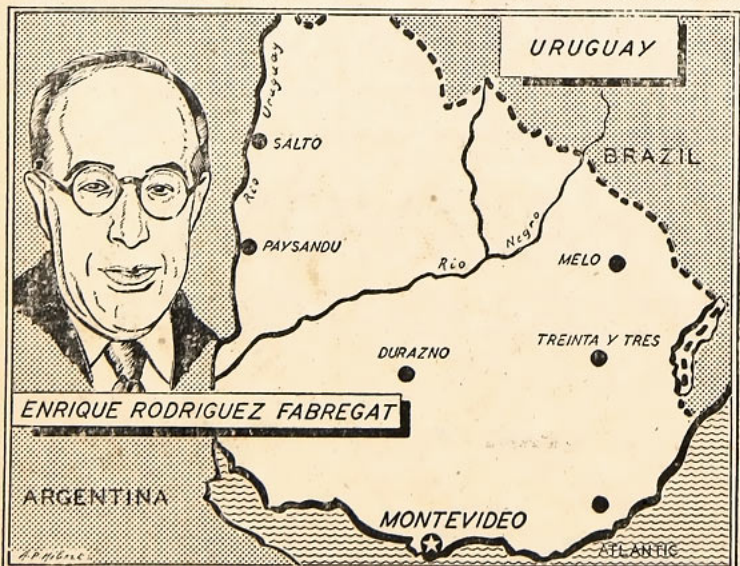 URUGUAY
Rio Uruguay
SALTO
BRAZIL
PAYSANDU
Rio Negro
MELO
DURAZNO
TREINTA Y TRES
ENRIQUE RODRIGUEZ FABREGAT
ARGENTINA
MONTEVIDEO
ATLANTIC